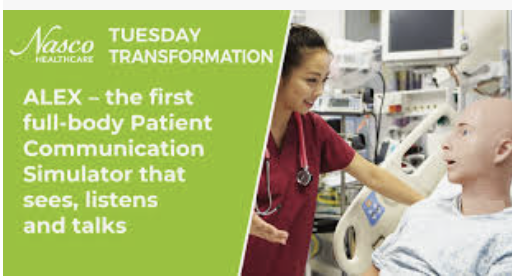 Nasco
HEALTHCARE
TUESDAY
TRANSFORMATION
ALEX – the first
full-body Patient
Communication
Simulator that
sees, listens
and talks